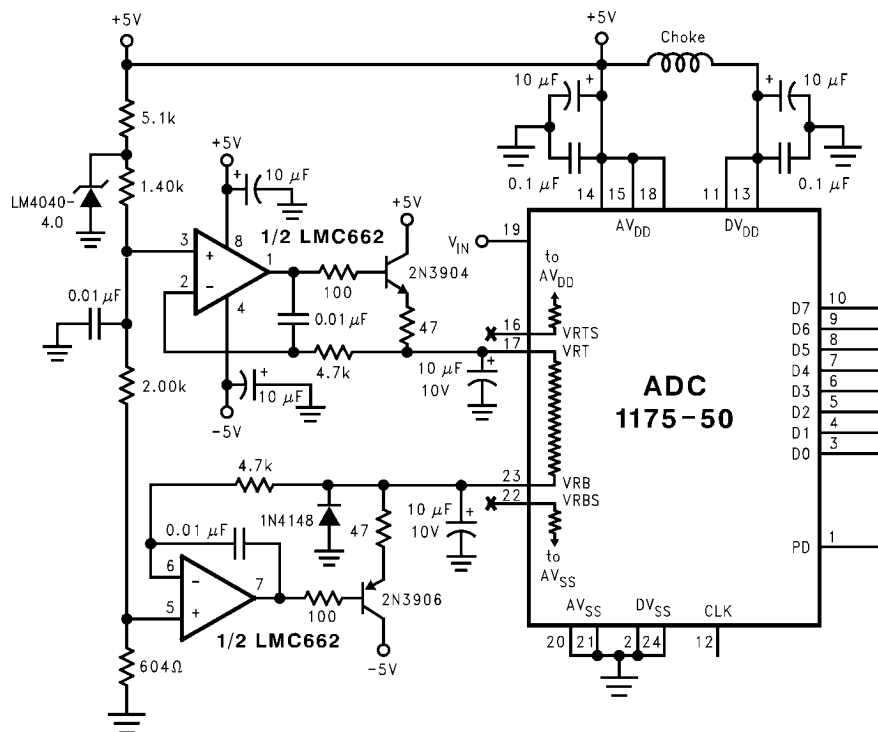 +5V
+5V
Choke
10 μF
+
+
10 μF
5.1k
+5V
0.1 μF
0.1 μF
LM4040-
4.0
1.40k
+
10 μF
+5V
14
15
18
11
13
AVDD
DVDD
1/2 LMC662
VIN
19
3
+
8
1
2
-
4
100
2N3904
to
AVDD
0.01 μF
0.01 μF
47
16
VRTS
17
VRT
4.7k
10 μF
10V
+
+
10 μF
-5V
2.00k
ADC
1175-50
D7
10
D6
9
D5
8
D4
7
D3
6
D2
5
D1
4
D0
3
4.7k
23
VRB
22
VRBS
1N4148
47
10 μF
10V
+
0.01 μF
to
AVSS
PD
1
6
-
7
5
+
100
2N3906
1/2 LMC662
-5V
604Ω
AVSS
DVSS
CLK
20
21
2
24
12